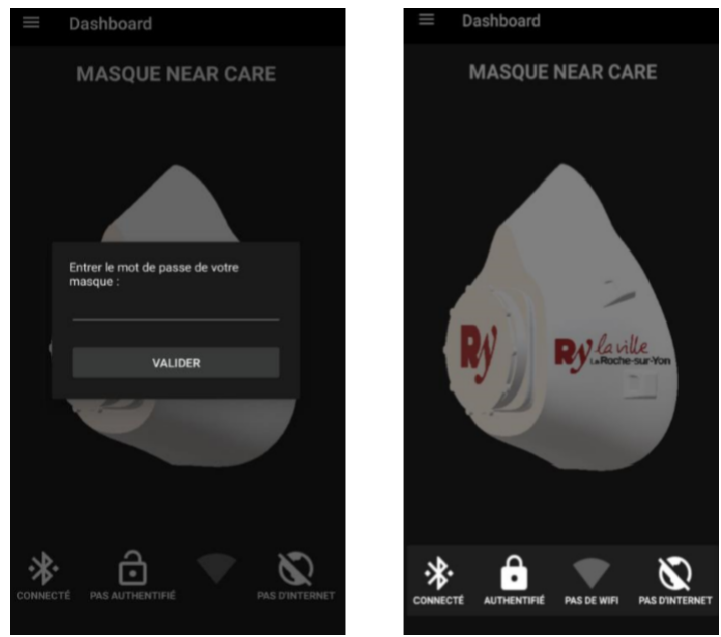 Dashboard
MASQUE NEAR CARE
Entrer le mot de passe de votre
masque :
VALIDER
CONNECTÉ
PAS AUTHENTIFIÉ
PAS D'INTERNET
Dashboard
MASQUE NEAR CARE
Ry
Ry la ville
La Roche-sur-Yon
CONNECTÉ
AUTHENTIFIÉ
PAS DE WIFI
PAS D'INTERNET